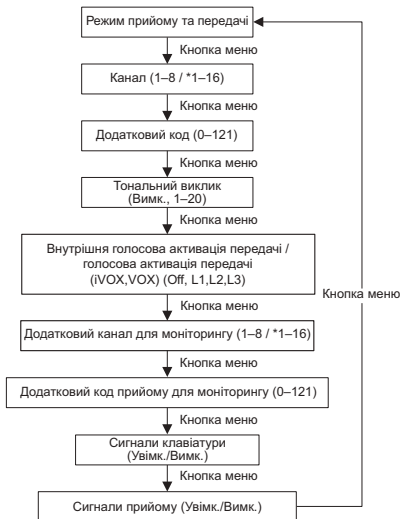 Режим прийому та передачі
Кнопка меню
Канал (1–8 / *1–16)
Кнопка меню
Додатковий код (0–121)
Кнопка меню
Тональний виклик
(Вимк., 1–20)
Кнопка меню
Внутрішня голосова активація передачі /
голосова активація передачі
(iVOX,VOX) (Off, L1,L2,L3)
Кнопка меню
Кнопка меню
Додатковий канал для моніторингу (1–8 / *1–16)
Кнопка меню
Додатковий код прийому для моніторингу (0–121)
Кнопка меню
Сигнали клавіатури
(Увімк./Вимк.)
Кнопка меню
Сигнали прийому (Увімк./Вимк.)